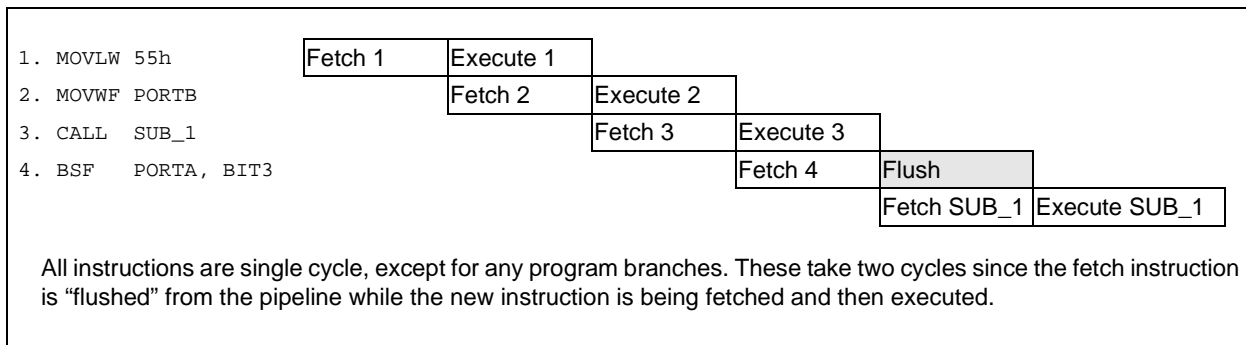 1. MOVLW 55h Fetch 1 Execute 1
2. MOVWF PORTB Fetch 2 Execute 2
3. CALL SUB_1 Fetch 3 Execute 3
4. BSF PORTA, BIT3 Fetch 4 Flush
Fetch SUB_1 Execute SUB_1
All instructions are single cycle, except for any program branches. These take two cycles since the fetch instruction
is “flushed” from the pipeline while the new instruction is being fetched and then executed.